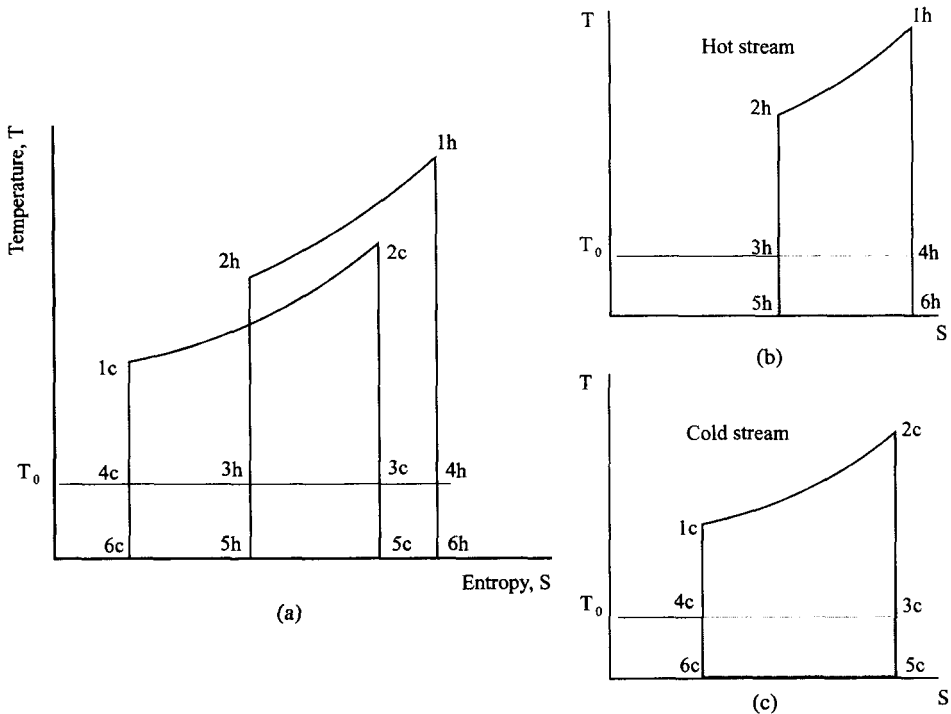 Temperature, T
1h
2h
2c
1c
T0
4c
3h
3c
4h
6c
5h
5c
6h
Entropy, S
(a)
T
1h
Hot stream
2h
T0
3h
4h
5h
6h
S
(b)
T
Cold stream
2c
1c
T0
4c
3c
6c
5c
S
(c)